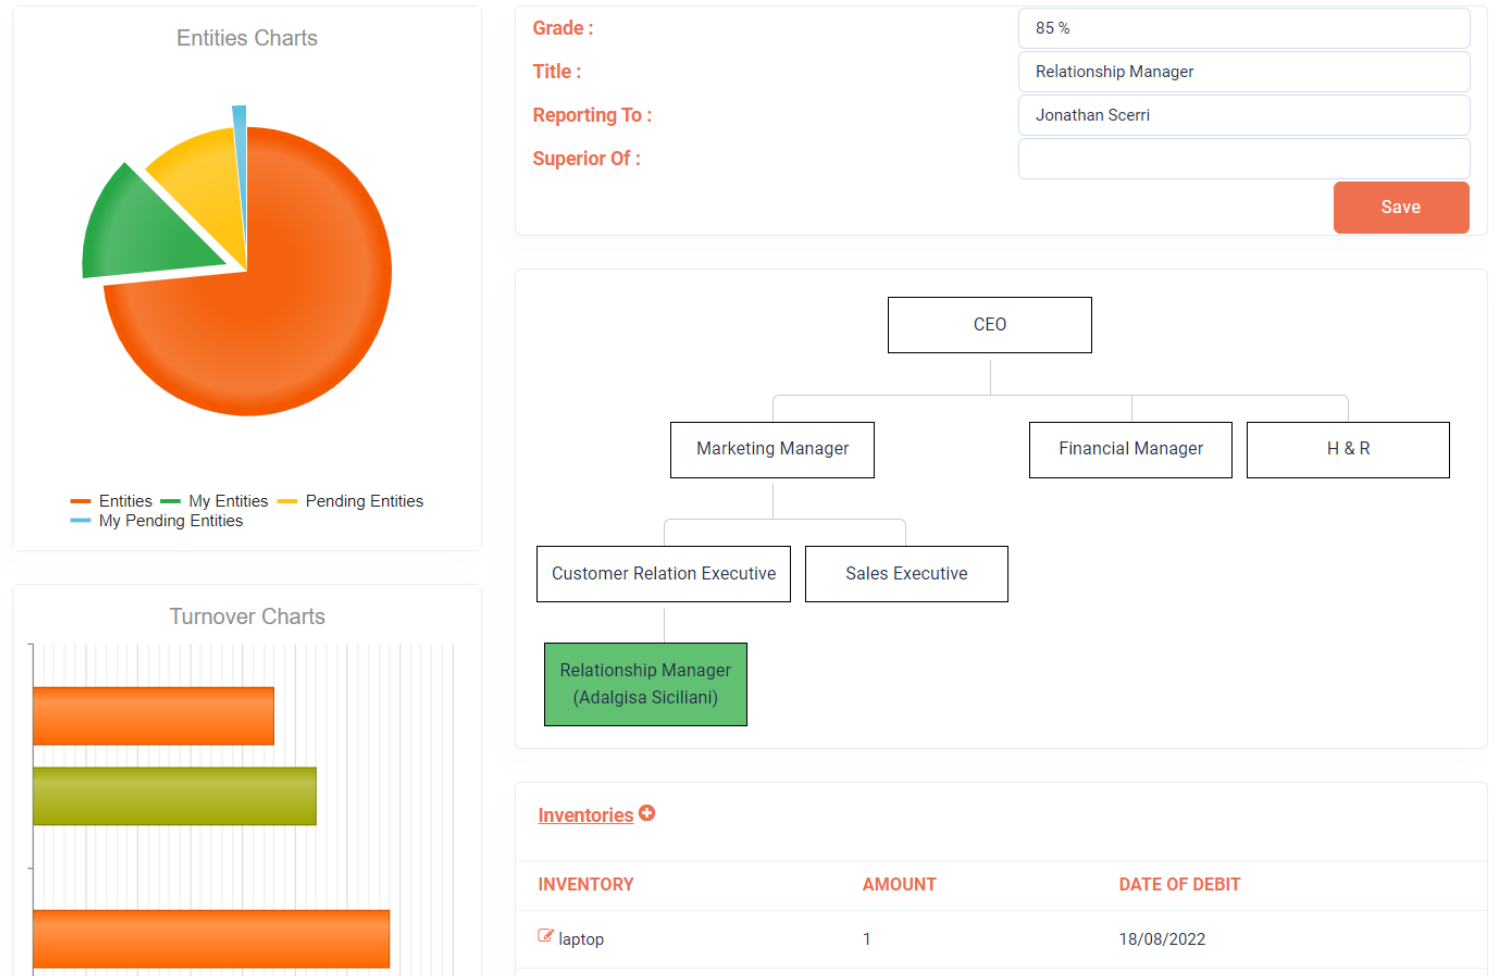 Entities Charts
Entities
My Entities
Pending Entities
My Pending Entities
Turnover Charts
Grade :
85 %
Title :
Relationship Manager
Reporting To :
Jonathan Scerri
Superior Of :
Save
CEO
Marketing Manager
Financial Manager
H & R
Customer Relation Executive
Sales Executive
Relationship Manager
(Adalgisa Siciliani)
Inventories
INVENTORY
AMOUNT
DATE OF DEBIT
laptop
1
18/08/2022